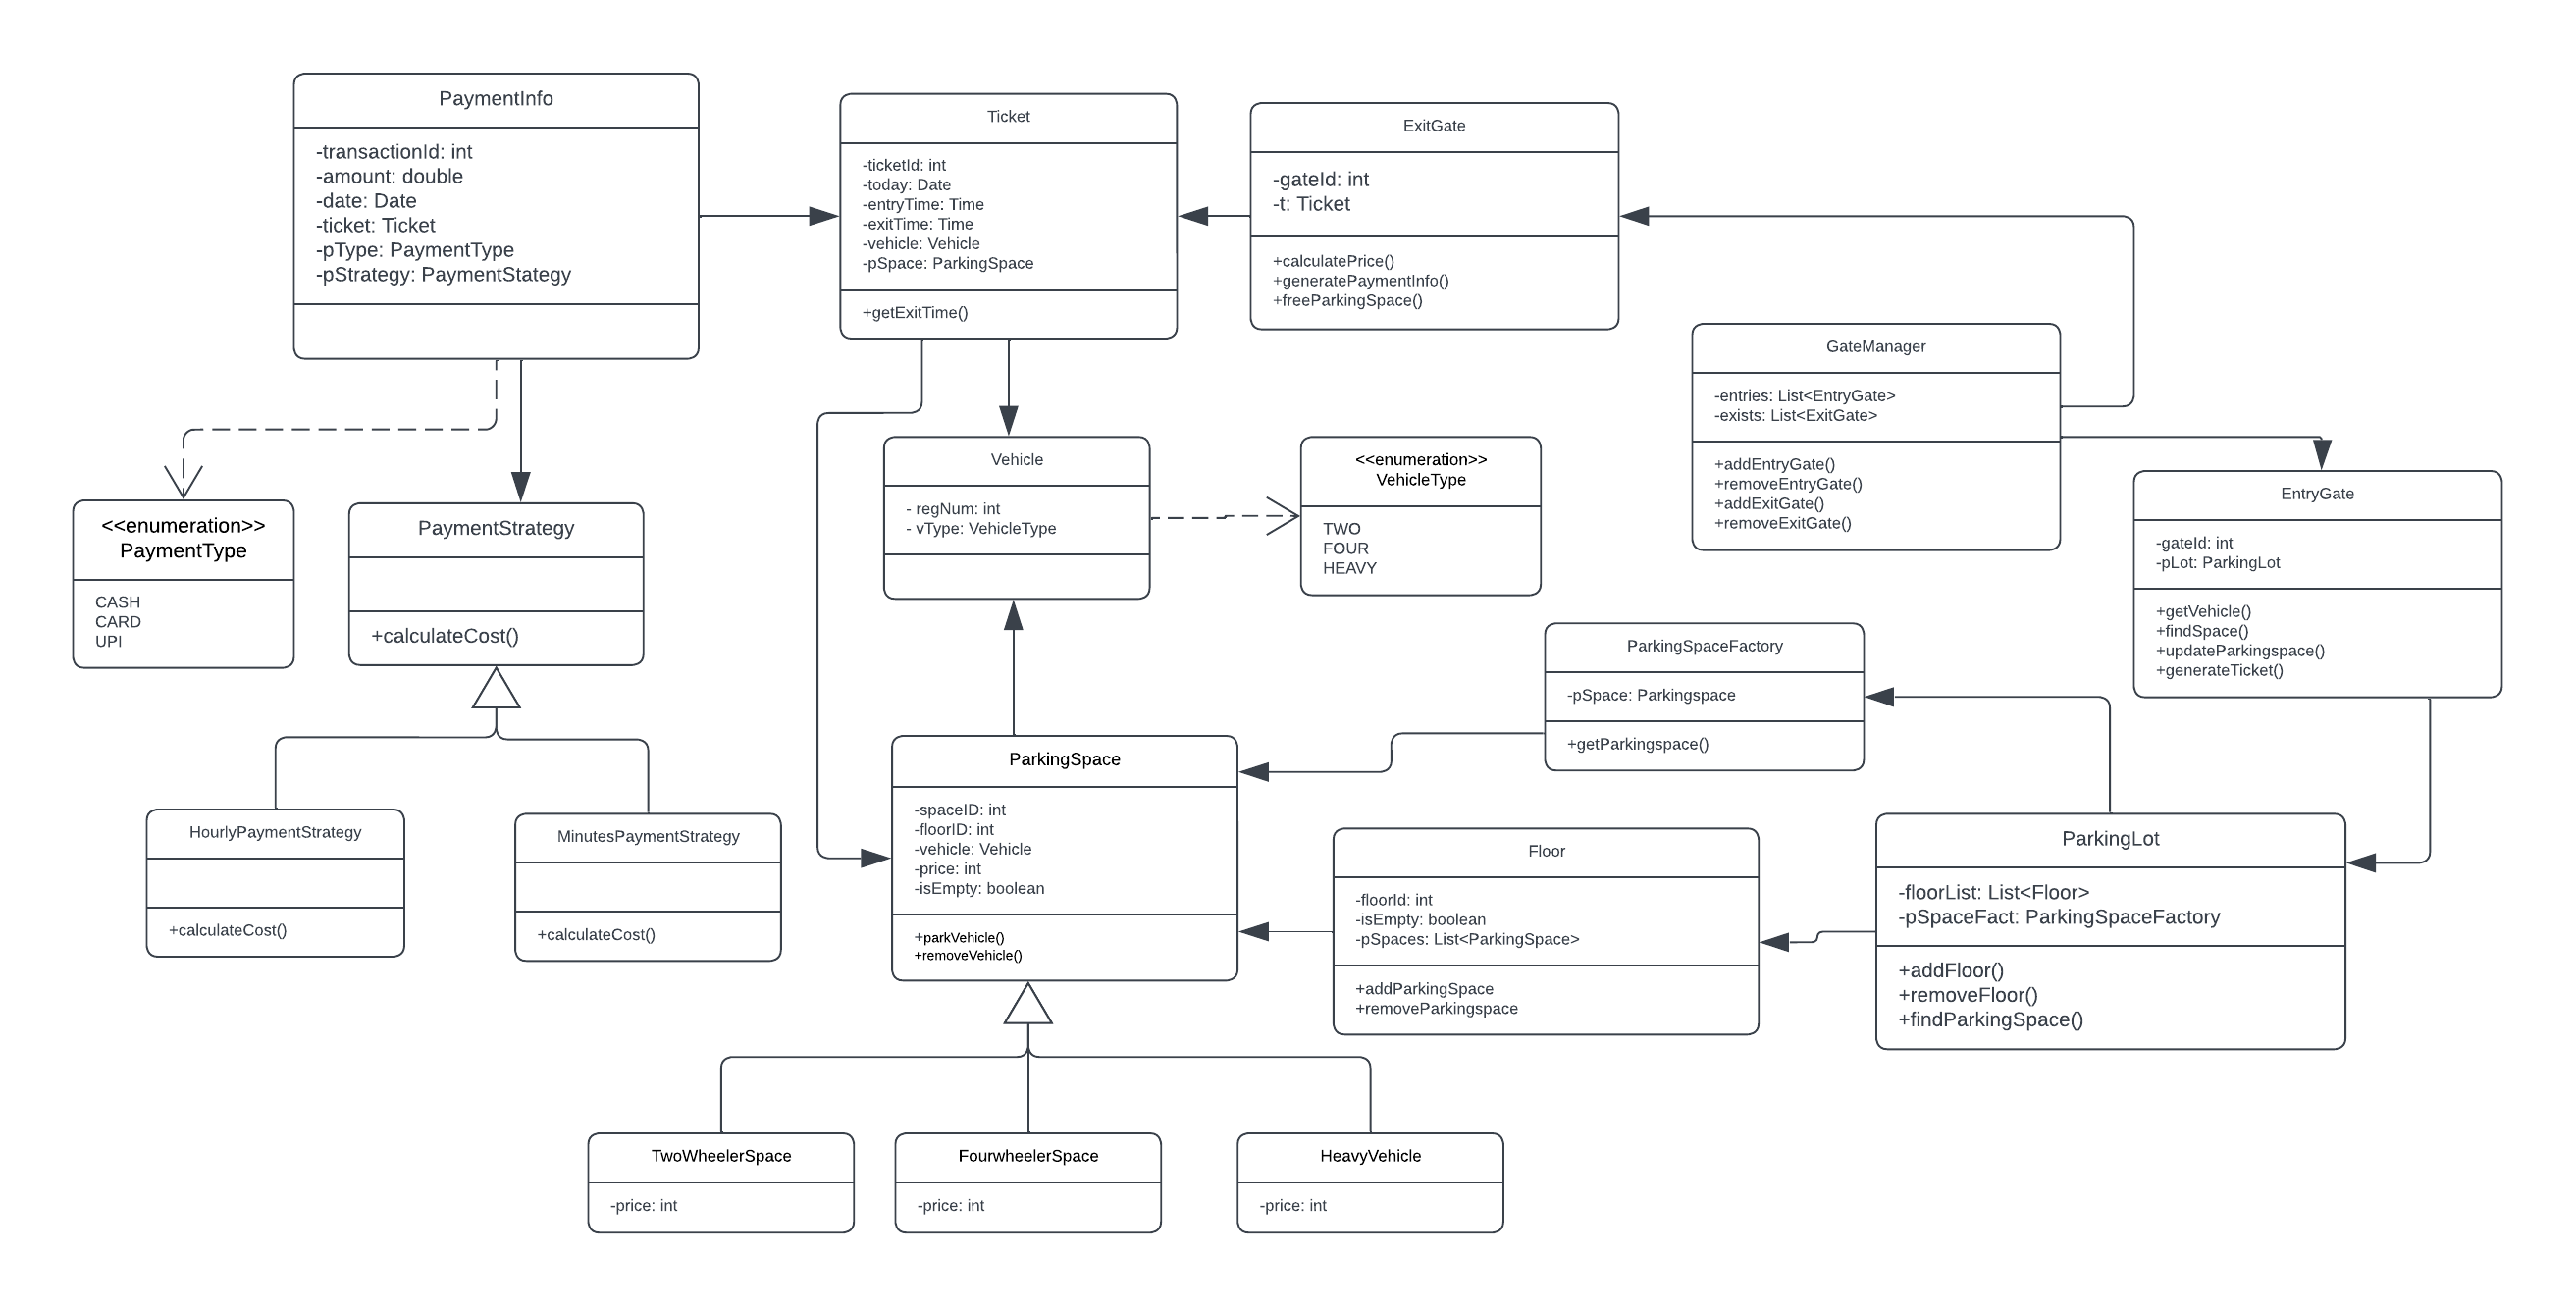 PaymentInfo
-transactionId: int
-amount: double
-date: Date
-ticket: Ticket
-pType: PaymentType
-pStrategy: PaymentStategy
Ticket
-ticketId: int
-today: Date
-entryTime: Time
-exitTime: Time
-vehicle: Vehicle
-pSpace: ParkingSpace
+getExitTime()
ExitGate
-gateId: int
-t: Ticket
+calculatePrice()
+generatePaymentInfo()
+freeParkingSpace()
GateManager
-entries: List<EntryGate>
-exists: List<ExitGate>
+addEntryGate()
+removeEntryGate()
+addExitGate()
+removeExitGate()
<<enumeration>>
PaymentType
CASH
CARD
UPI
PaymentStrategy
+calculateCost()
Vehicle
- regNum: int
- vType: VehicleType
<<enumeration>>
VehicleType
TWO
FOUR
HEAVY
EntryGate
-gateId: int
-pLot: ParkingLot
+getVehicle()
+findSpace()
+updateParkingspace()
+generateTicket()
ParkingSpaceFactory
-pSpace: Parkingspace
+getParkingspace()
HourlyPaymentStrategy
+calculateCost()
MinutesPaymentStrategy
+calculateCost()
ParkingSpace
-spaceID: int
-floorID: int
-vehicle: Vehicle
-price: int
-isEmpty: boolean
+parkVehicle()
+removeVehicle()
Floor
-floorId: int
-isEmpty: boolean
-pSpaces: List<ParkingSpace>
+addParkingSpace
+removeParkingspace
ParkingLot
-floorList: List<Floor>
-pSpaceFact: ParkingSpaceFactory
+addFloor()
+removeFloor()
+findParkingSpace()
TwoWheelerSpace
-price: int
FourwheelerSpace
-price: int
HeavyVehicle
-price: int